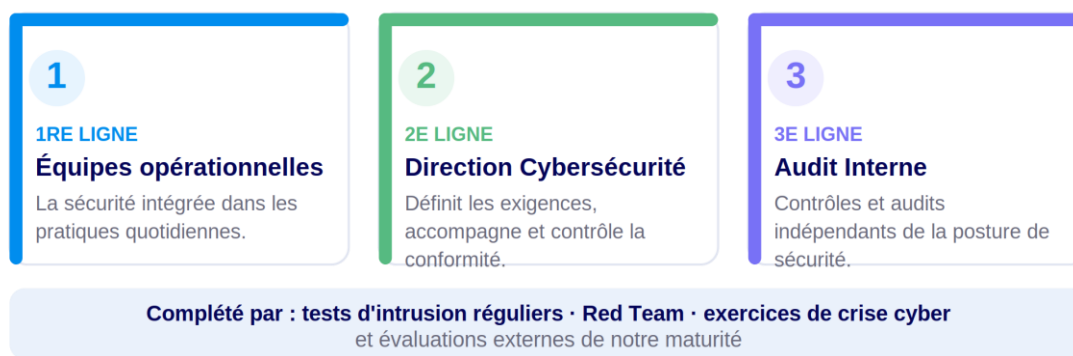 1
1RE LIGNE
Équipes opérationnelles
La sécurité intégrée dans les
pratiques quotidiennes.
2
2E LIGNE
Direction Cybersécurité
Définit les exigences,
accompagne et contrôle la
conformité.
3
3E LIGNE
Audit Interne
Contrôles et audits
indépendants de la posture de
sécurité.
Complété par : tests d'intrusion réguliers · Red Team · exercices de crise cyber
et évaluations externes de notre maturité